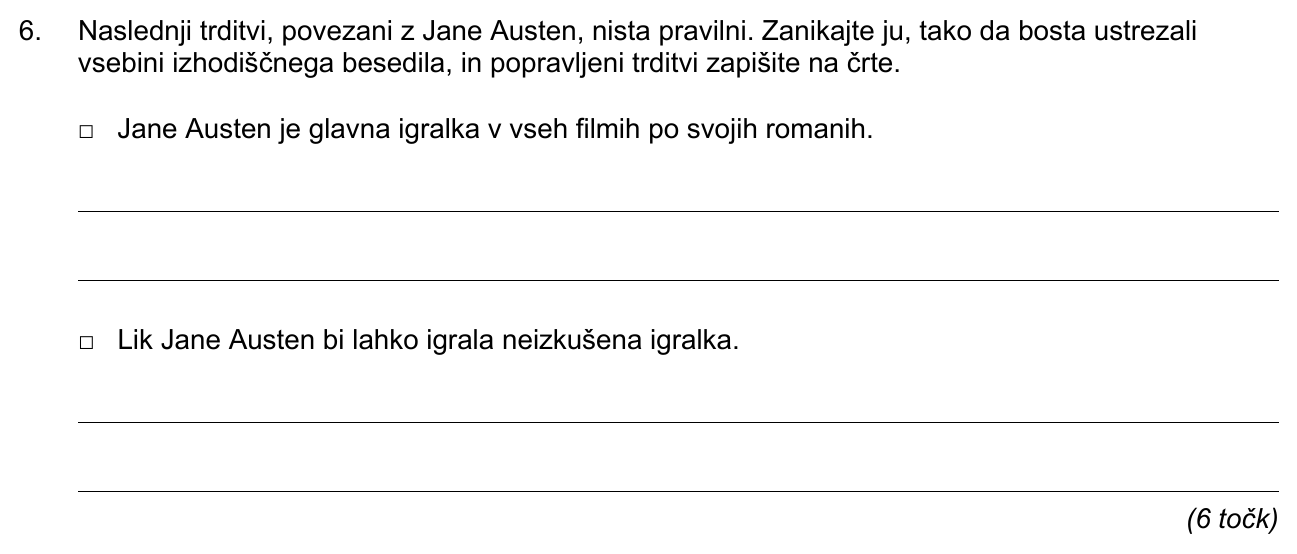 6. Naslednji trditvi, povezani z Jane Austen, nista pravilni. Zanikajte ju, tako da bosta ustrezali
vsebini izhodiščnega besedila, in popravljeni trditvi zapišite na črte.
□ Jane Austen je glavna igralka v vseh filmih po svojih romanih.
□ Lik Jane Austen bi lahko igrala neizkušena igralka.
(6 točk)